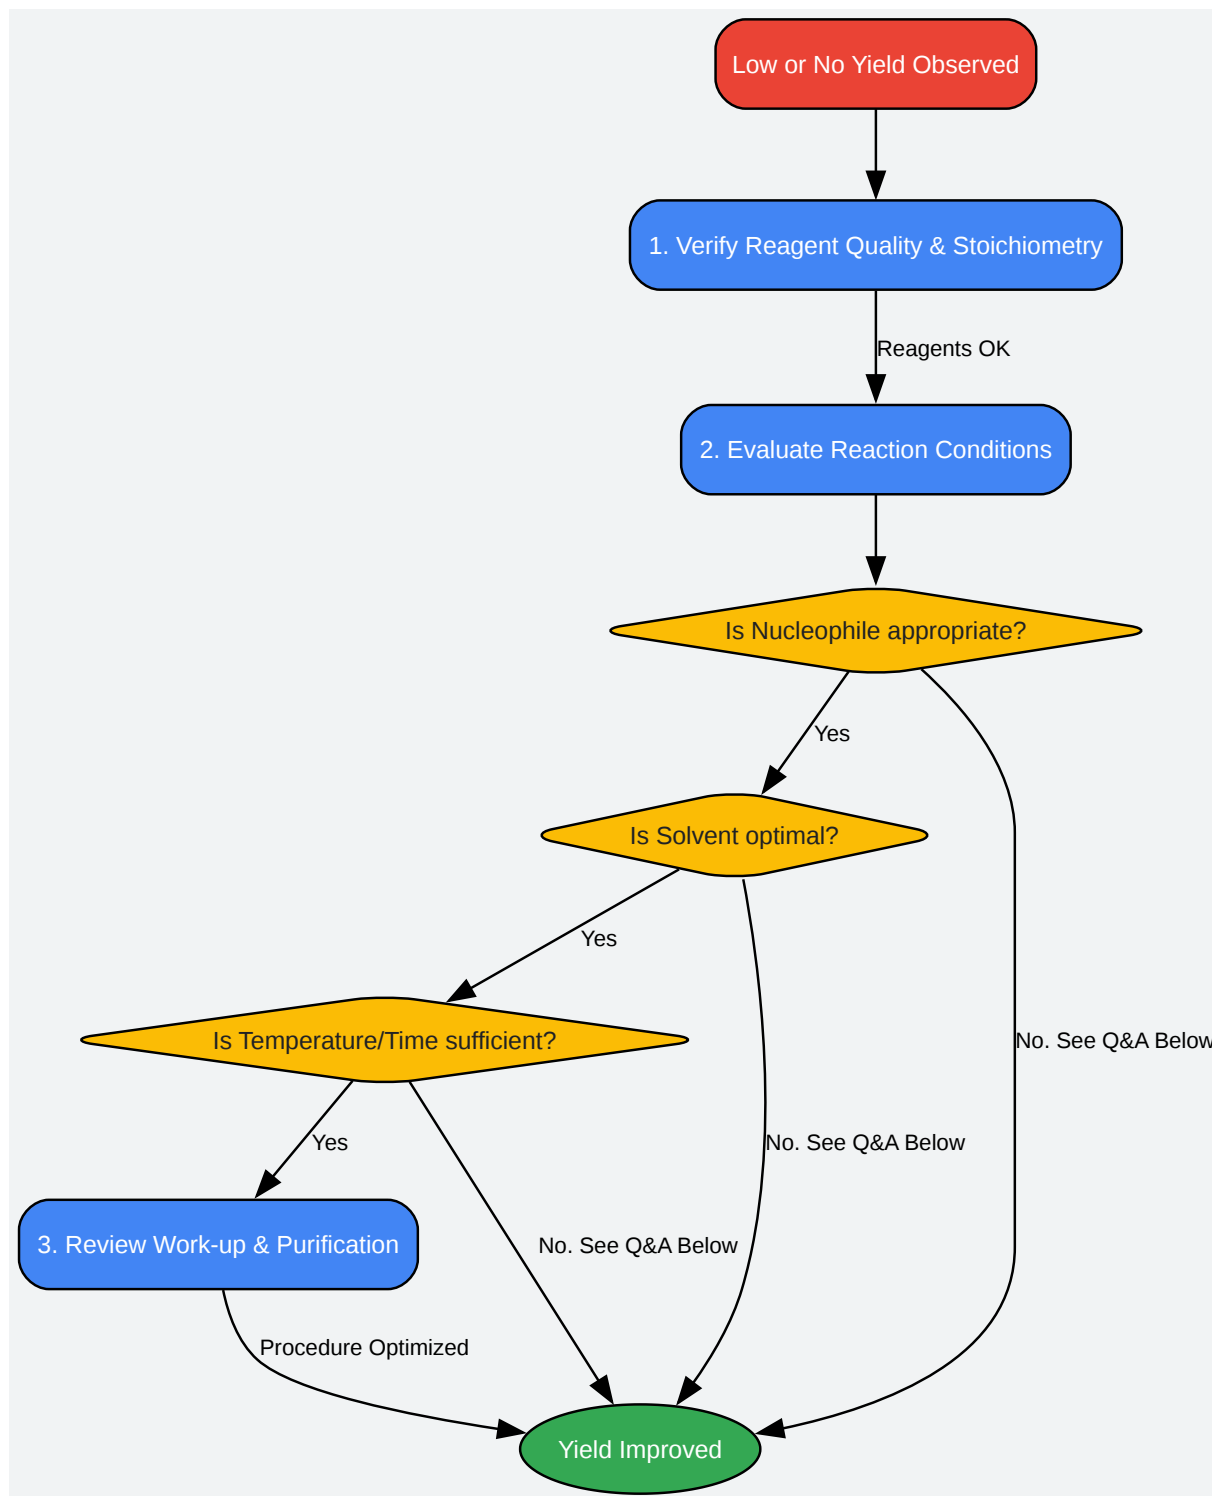 Low or No Yield Observed
1. Verify Reagent Quality & Stoichiometry
Reagents OK
2. Evaluate Reaction Conditions
Is Nucleophile appropriate?
Yes
Is Solvent optimal?
Yes
Is Temperature/Time sufficient?
No. See Q&A Below
Yes
No. See Q&A Below
3. Review Work-up & Purification
No. See Q&A Below
Procedure Optimized
Yield Improved